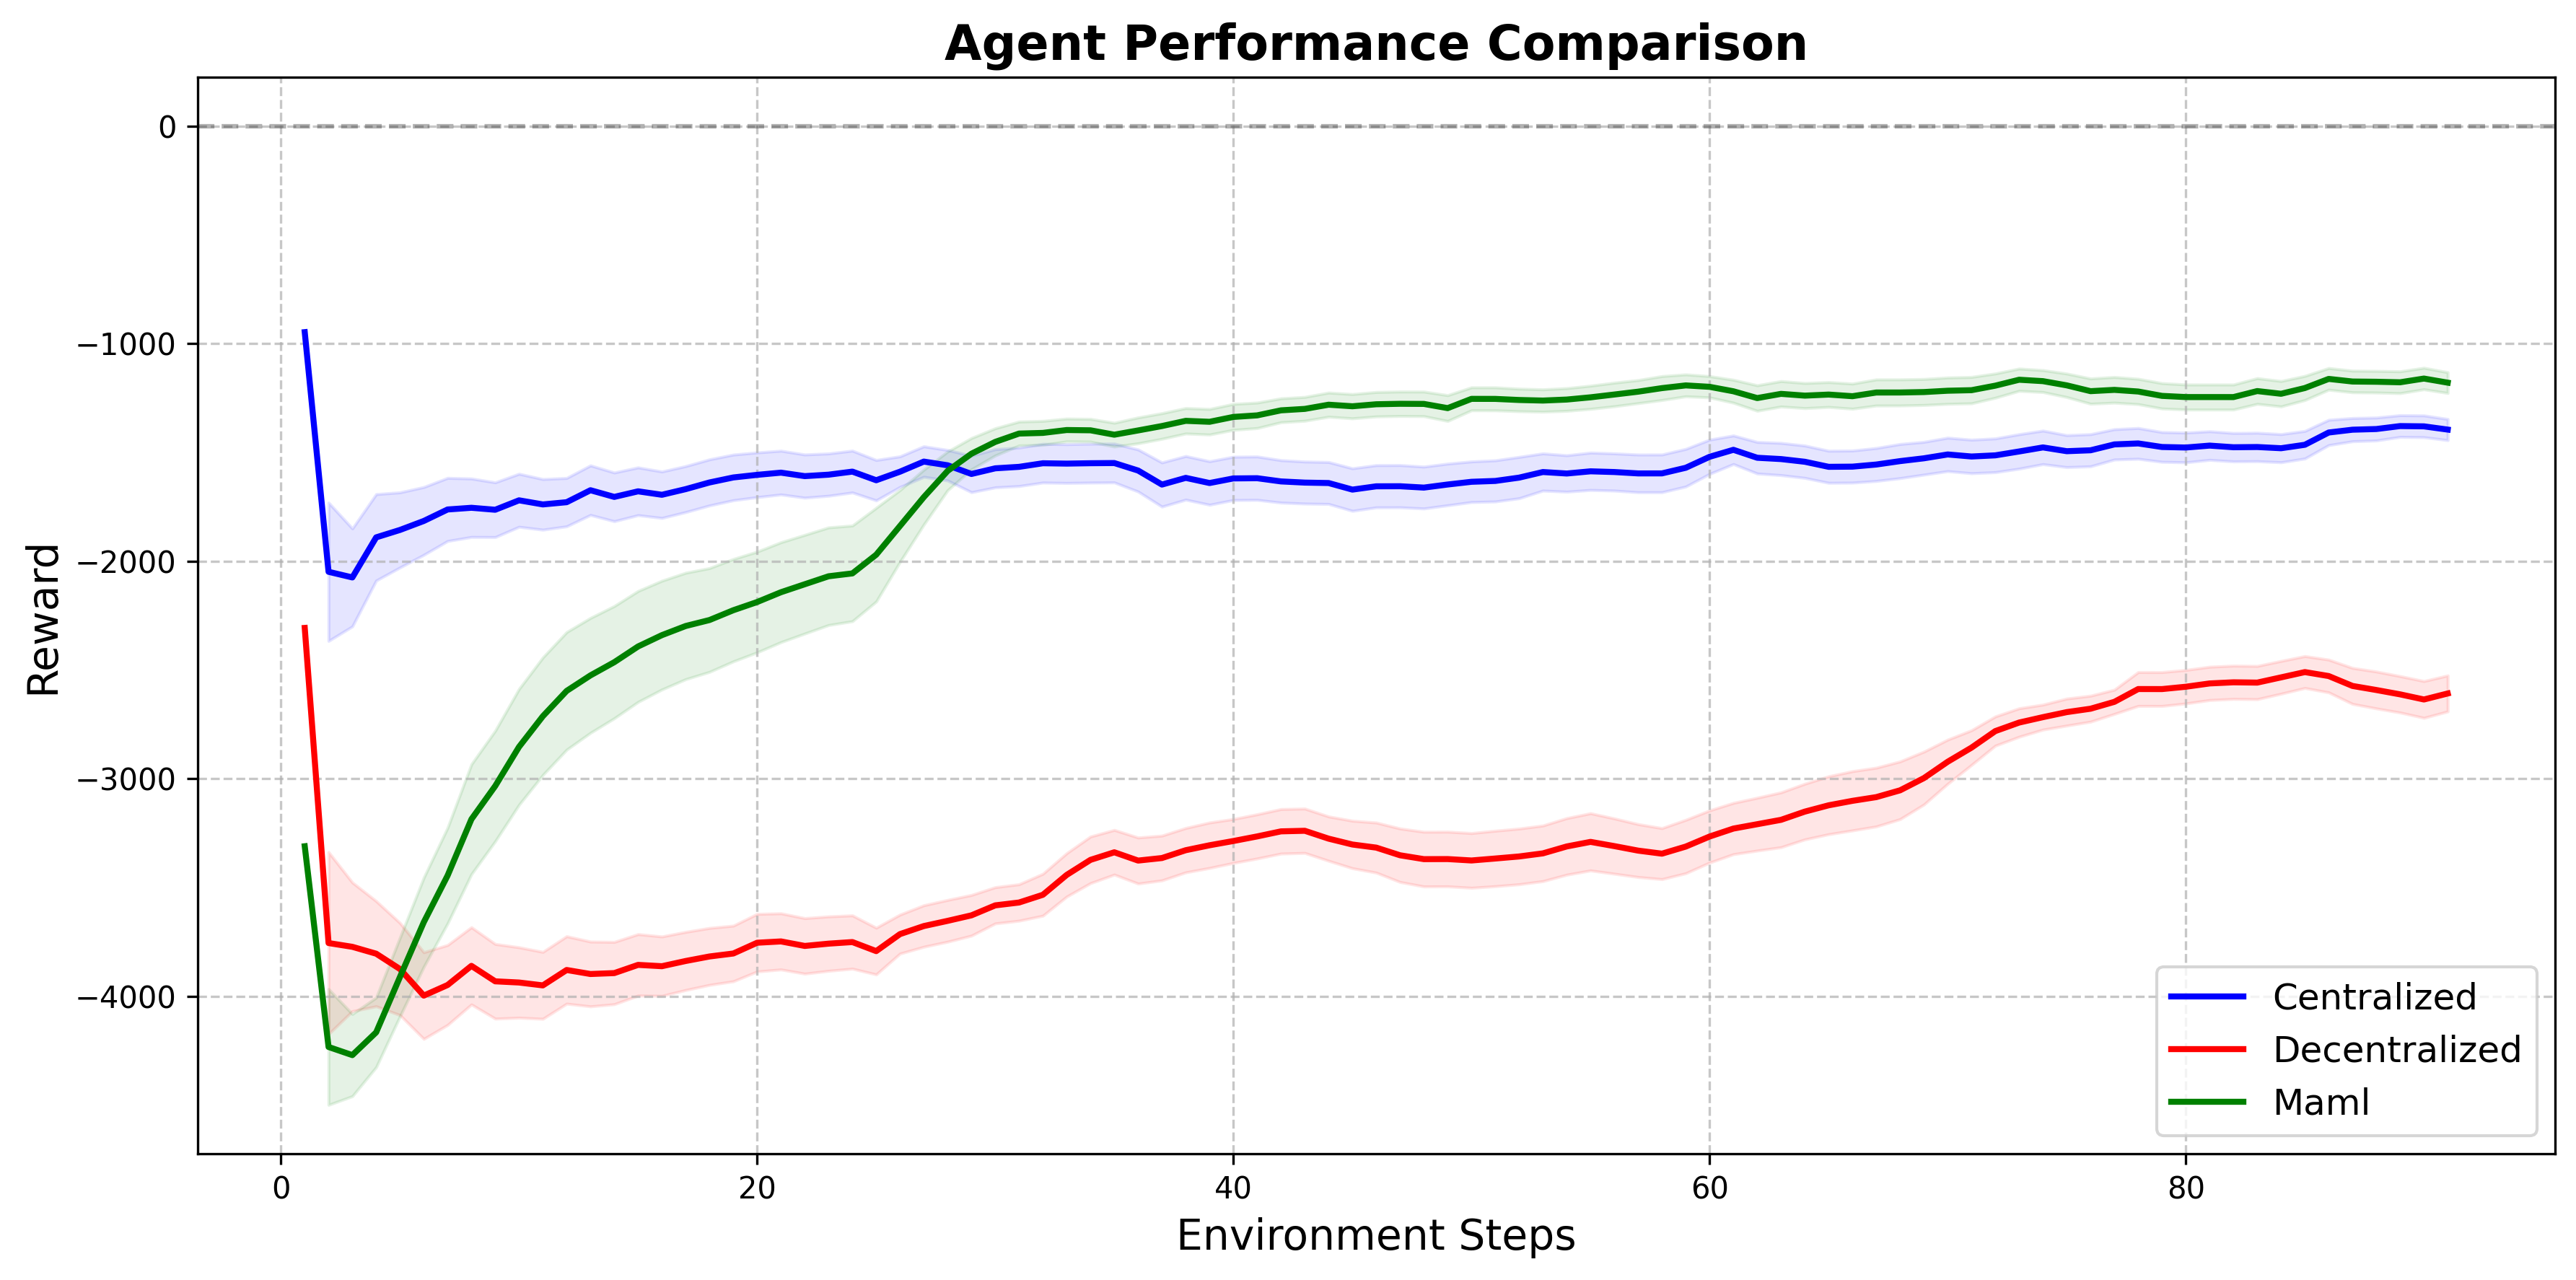 Agent Performance Comparison
0
−1000
−2000
−3000
−4000
Reward
0 20 40 60 80
Environment Steps
Centralized
Decentralized
Maml